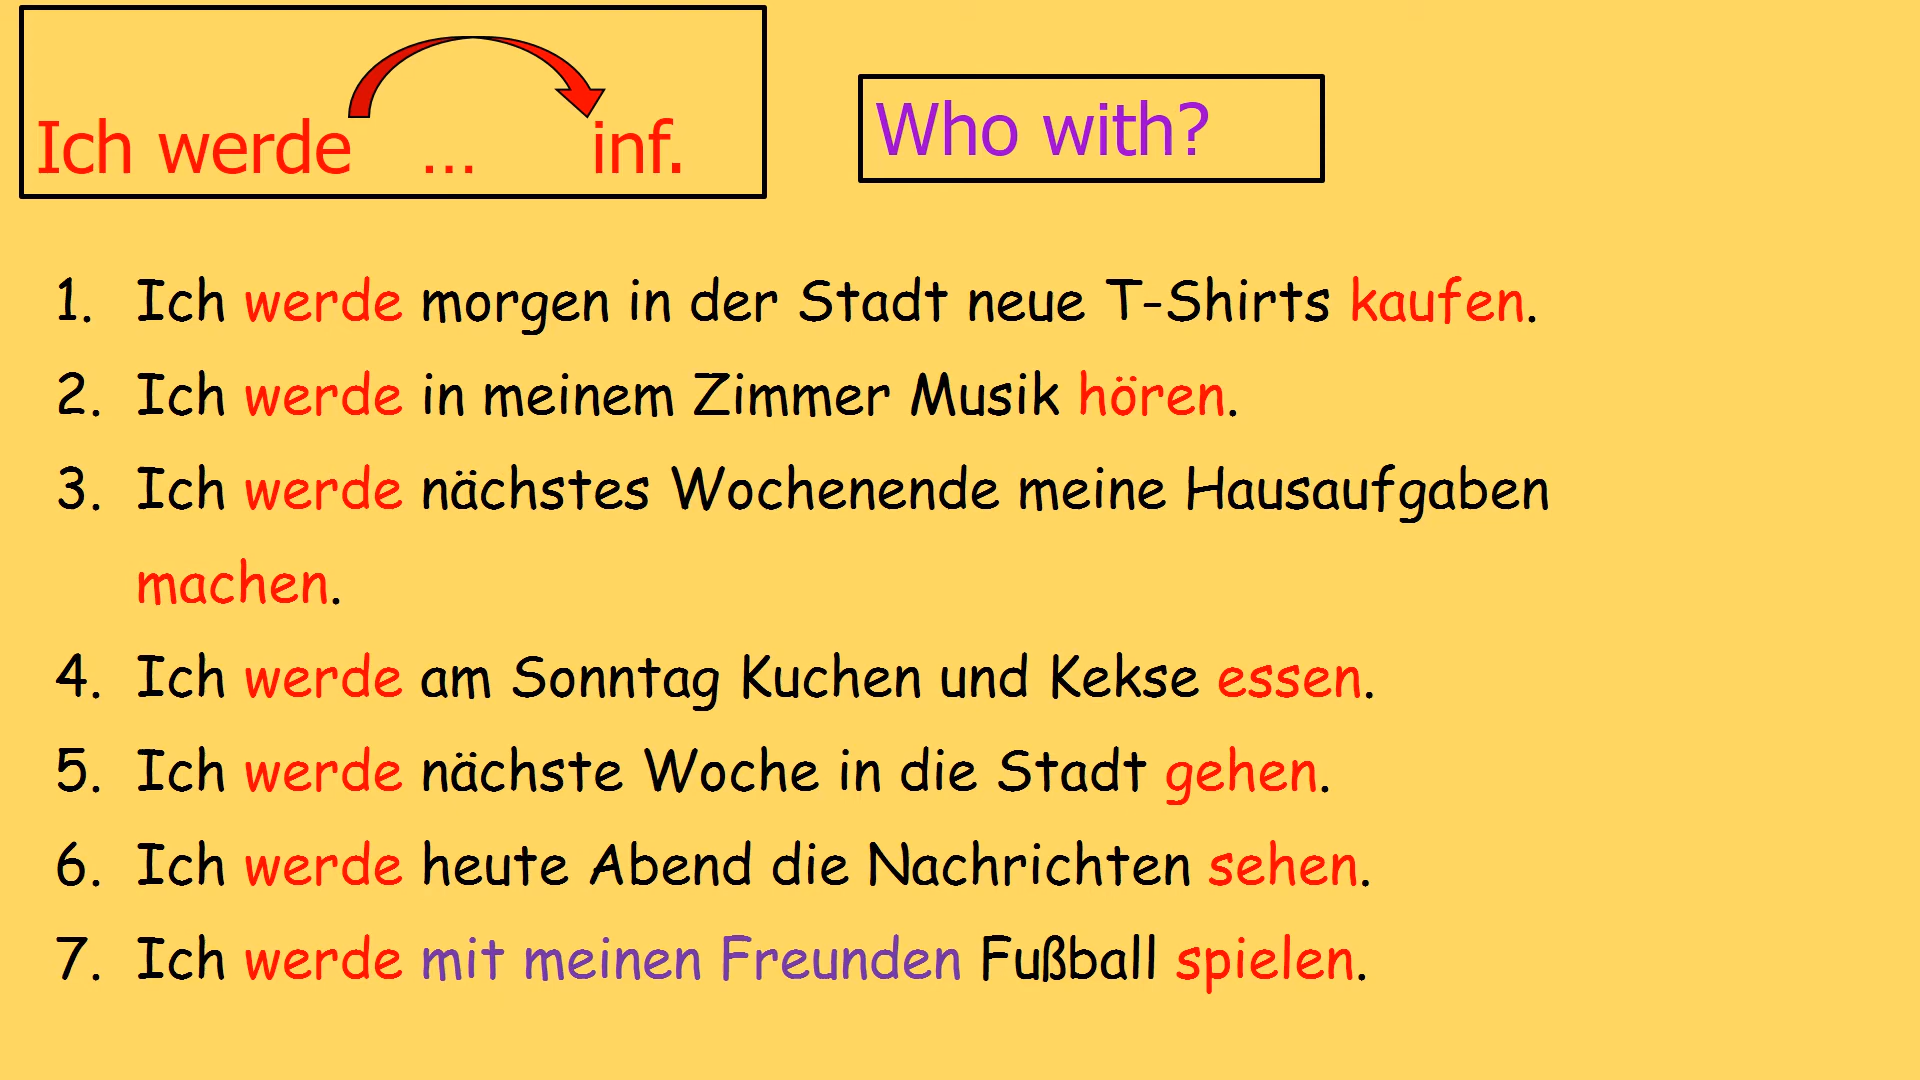 Ich werde ... inf.
Who with?
1. Ich werde morgen in der Stadt neue T-Shirts kaufen.
2. Ich werde in meinem Zimmer Musik hören.
3. Ich werde nächstes Wochenende meine Hausaufgaben
machen.
4. Ich werde am Sonntag Kuchen und Kekse essen.
5. Ich werde nächste Woche in die Stadt gehen.
6. Ich werde heute Abend die Nachrichten sehen.
7. Ich werde mit meinen Freunden Fußball spielen.